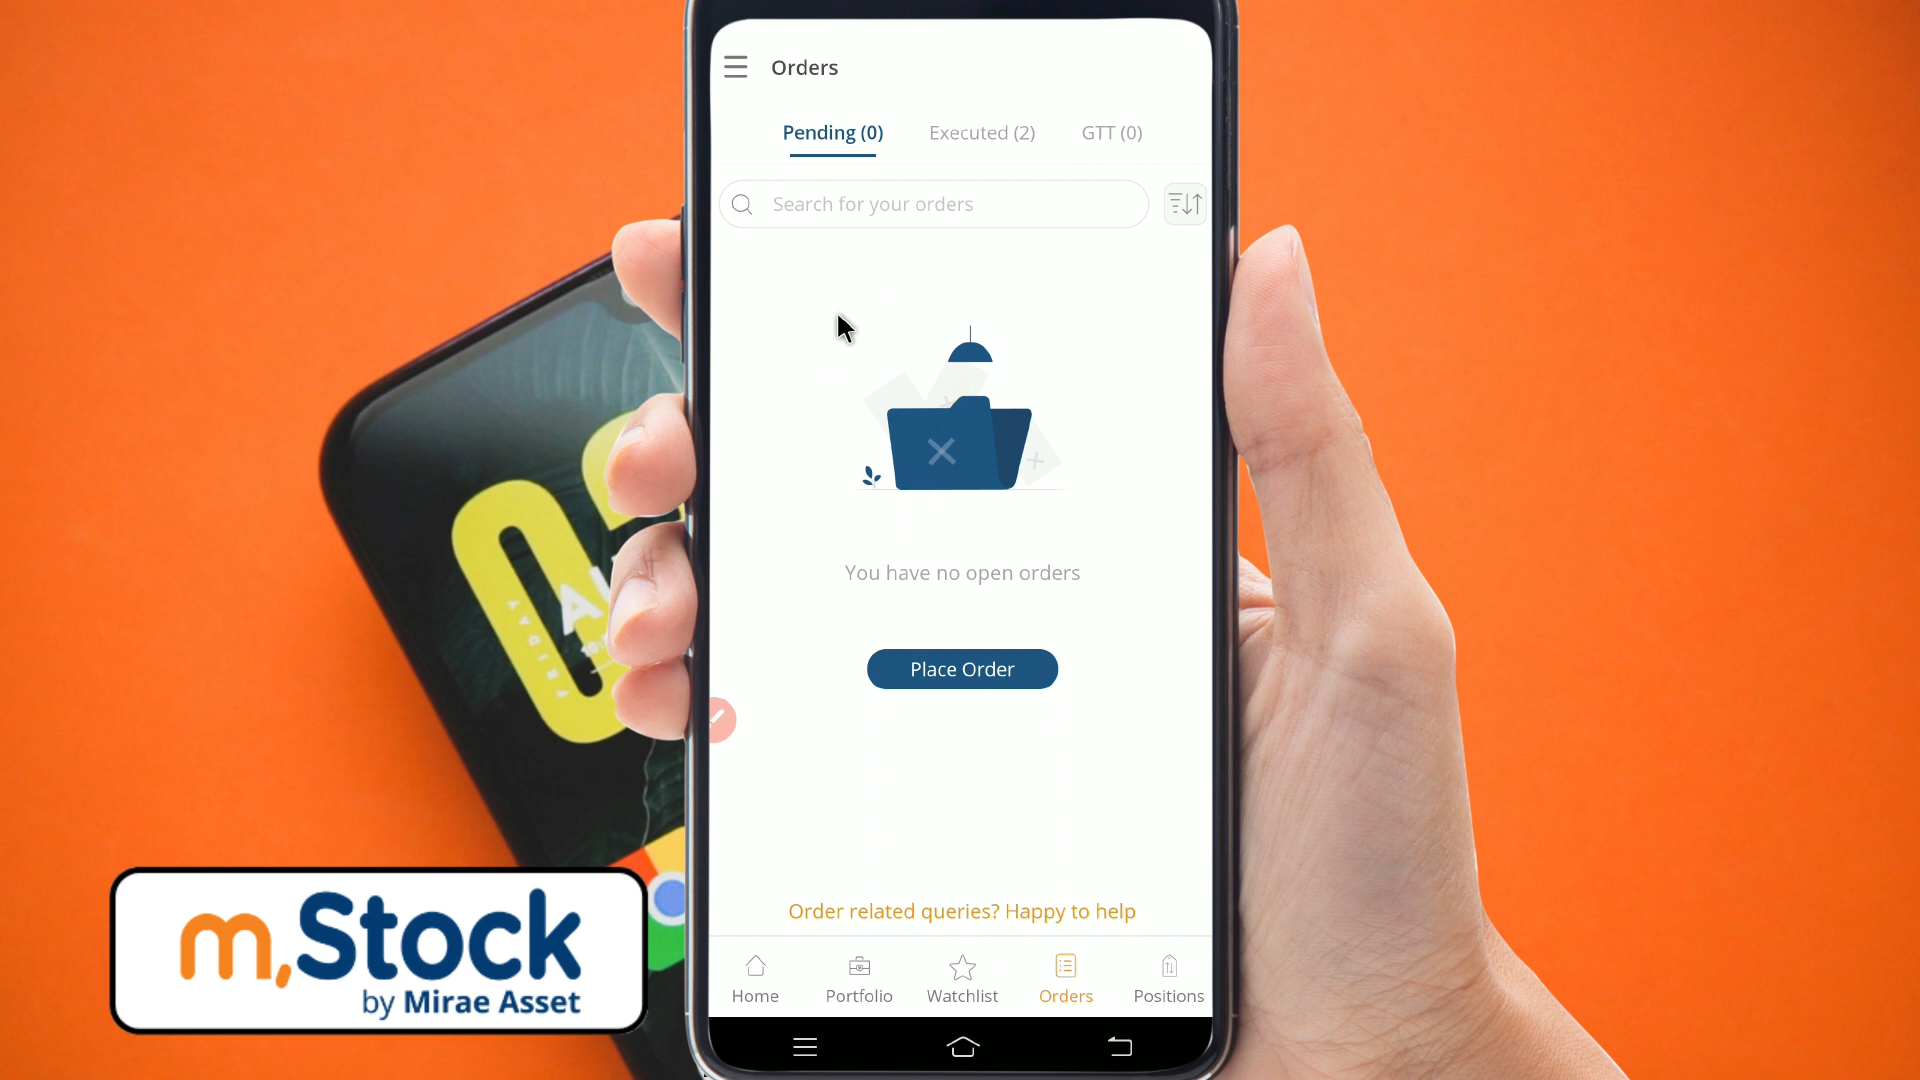 Orders
Pending (0)
Executed (2)
GTT (0)
Search for your orders
You have no open orders
Place Order
Order related queries? Happy to help
Home
Portfolio
Watchlist
Orders
Positions
m.Stock
by Mirae Asset